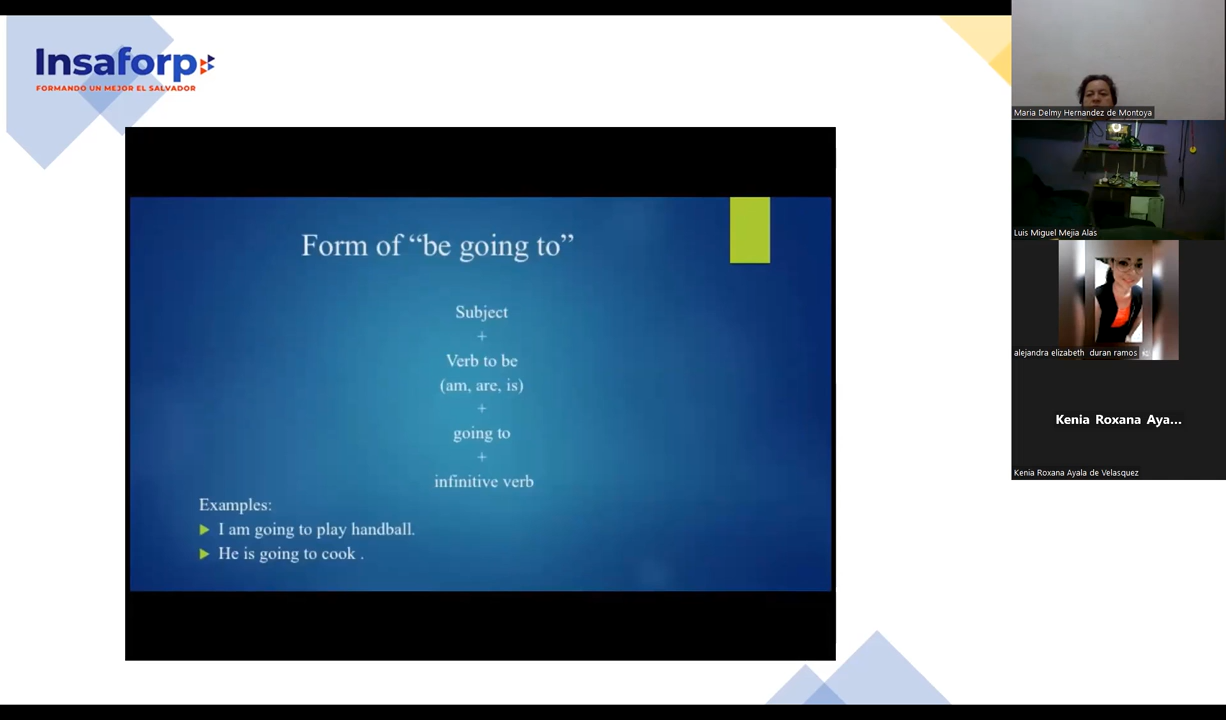 Insaforp
FORMANDO UN MEJOR EL SALVADOR
Form of “be going to”
Subject
+
Verb to be
(am, are, is)
+
going to
+
infinitive verb
Examples:
I am going to play handball.
He is going to cook .
Maria Delmy Hernandez de Montoya
Luis Miguel Mejia Alas
alejandra elizabeth duran ramos
Kenia Roxana Aya...
Kenia Roxana Ayala de Velasquez